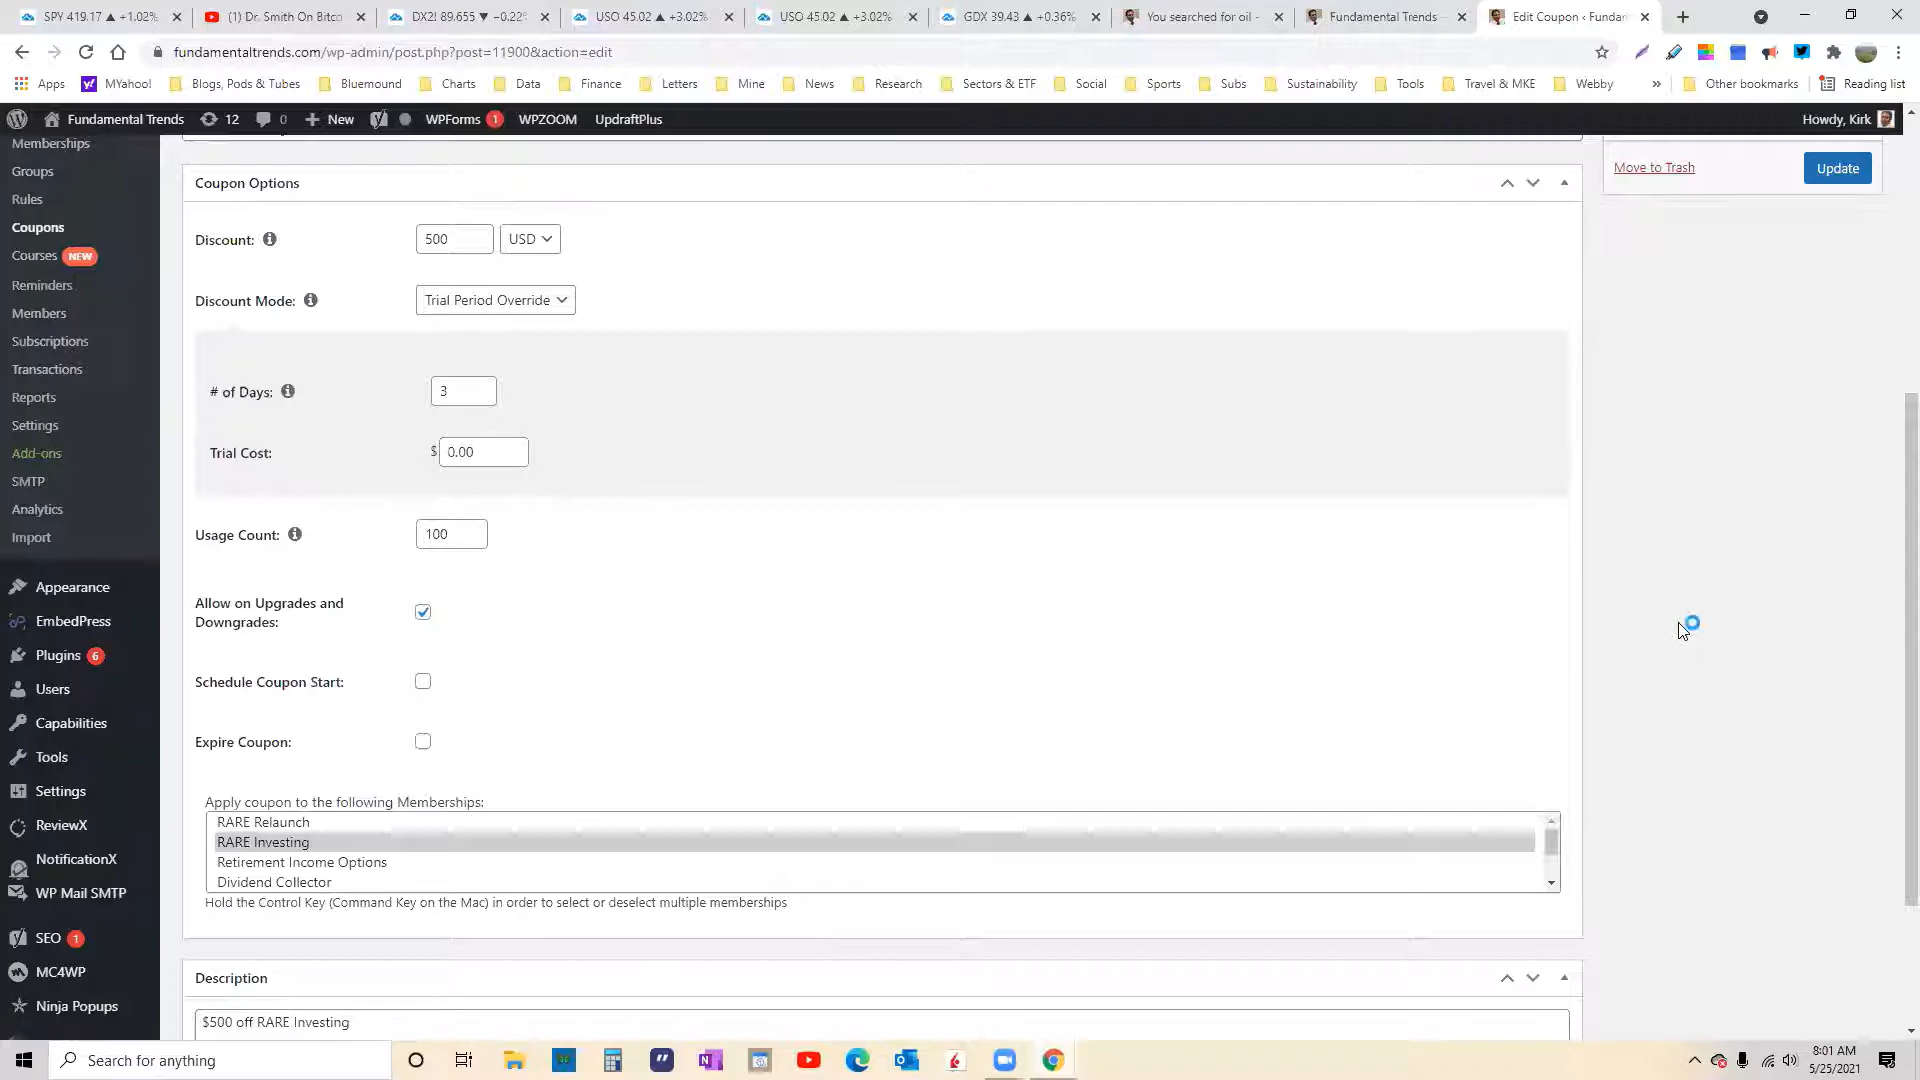 SPY 419.17 ▲ +1.02%
(1) Dr. Smith On Bitco
DX2! 89.655 ▼ −0.22%
USO 45.02 ▲ +3.02%
USO 45.02 ▲ +3.02%
GDX 39.43 ▲ +0.36%
You searched for oil -
Fundamental Trends —
Edit Coupon ‹ Fundam
fundamentaltrends.com/wp-admin/post.php?post=11900&action=edit
Apps
MYahoo!
Blogs, Pods & Tubes
Bluemound
Charts
Data
Finance
Letters
Mine
News
Research
Sectors & ETF
Social
Sports
Subs
Sustainability
Tools
Travel & MKE
Webby
»
Other bookmarks
Reading list
Fundamental Trends
12
0
New
WPForms 1
WPZOOM
UpdraftPlus
Howdy, Kirk
Memberships
Groups
Rules
Coupons
Courses NEW
Reminders
Members
Subscriptions
Transactions
Reports
Settings
Add-ons
SMTP
Analytics
Import
Appearance
EmbedPress
Plugins 6
Users
Capabilities
Tools
Settings
ReviewX
NotificationX
WP Mail SMTP
SEO 1
MC4WP
Ninja Popups
Move to Trash
Update
Coupon Options
Discount:
500
USD
Discount Mode:
Trial Period Override
# of Days:
3
Trial Cost:
$ 0.00
Usage Count:
100
Allow on Upgrades and
Downgrades:
Schedule Coupon Start:
Expire Coupon:
Apply coupon to the following Memberships:
RARE Relaunch
RARE Investing
Retirement Income Options
Dividend Collector
Hold the Control Key (Command Key on the Mac) in order to select or deselect multiple memberships
Description
$500 off RARE Investing
Search for anything
8:01 AM
5/25/2021